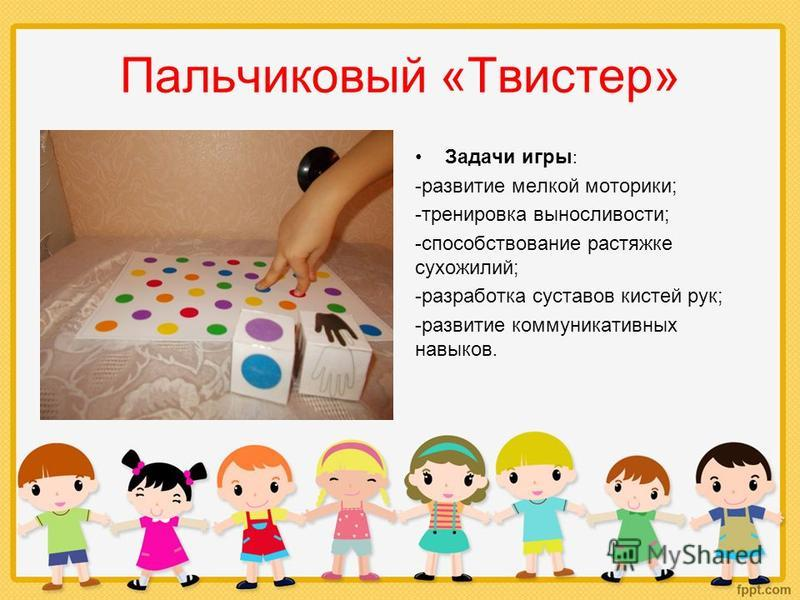 Пальчиковый «Твистер»
• Задачи игры:
-развитие мелкой моторики;
-тренировка выносливости;
-способствование растяжке
сухожилий;
-разработка суставов кистей рук;
-развитие коммуникативных
навыков.
MyShared
fppt.com